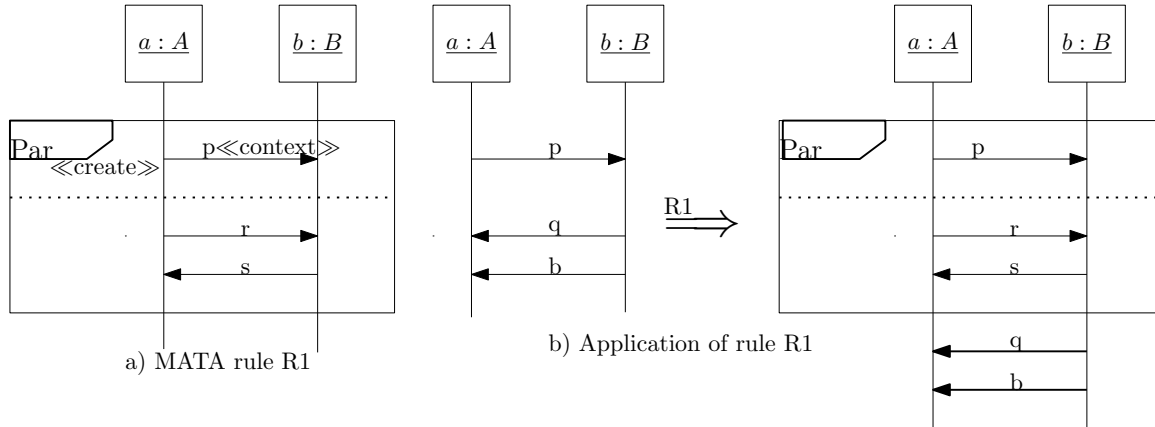 a : A b : B a : A b : B a : A b : B
Par p≪context≫ p Par p
≪create≫
R1
r q r
s b s
b) Application of rule R1
a) MATA rule R1
q
b